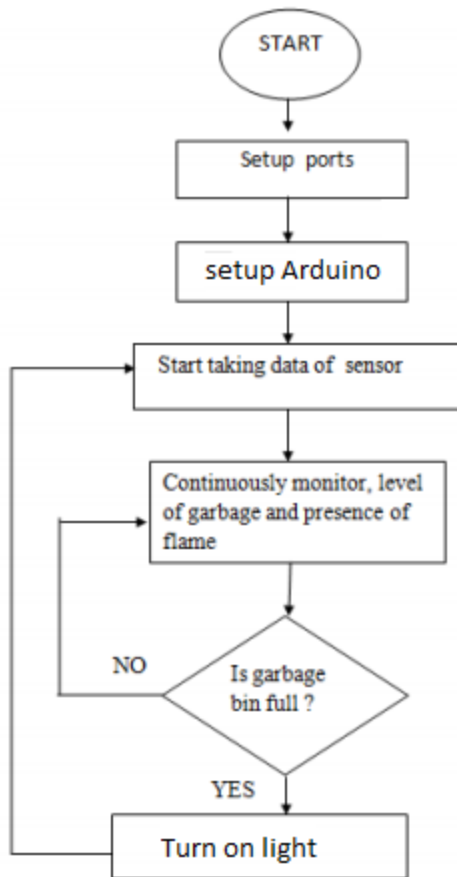 START
Setup ports
setup Arduino
Start taking data of sensor
Continuously monitor, level
of garbage and presence of
flame
Is garbage
bin full ?
NO
YES
Turn on light